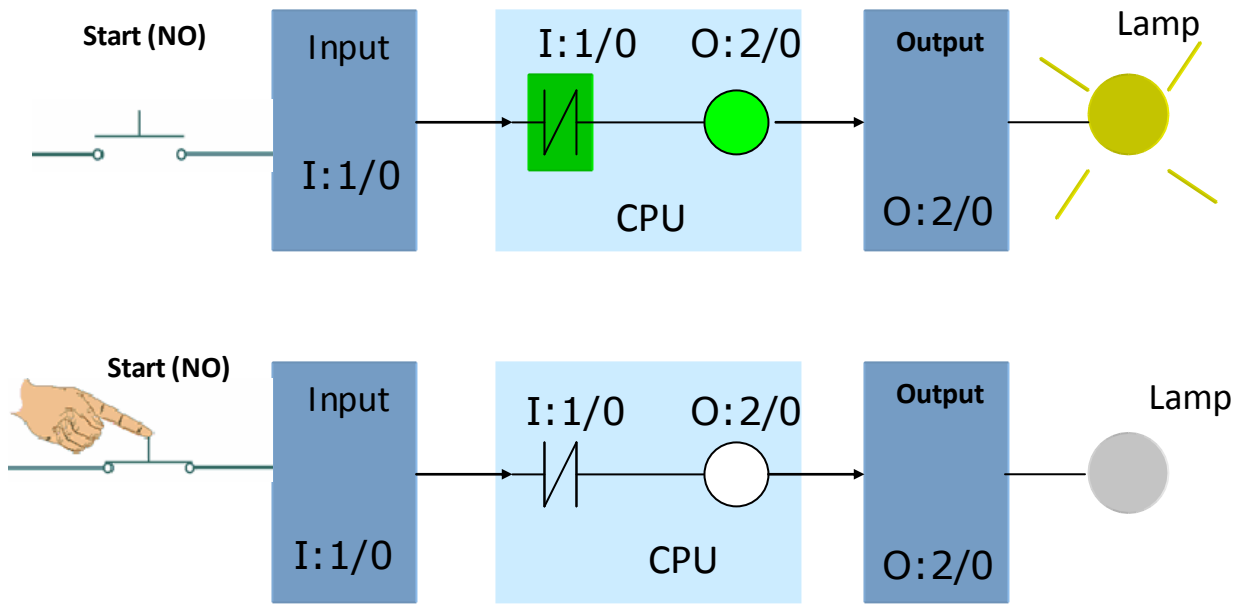 Start (NO)
Input
I:1/0
I:1/0
O:2/0
CPU
Output
O:2/0
Lamp
Start (NO)
Input
I:1/0
I:1/0
O:2/0
CPU
Output
O:2/0
Lamp